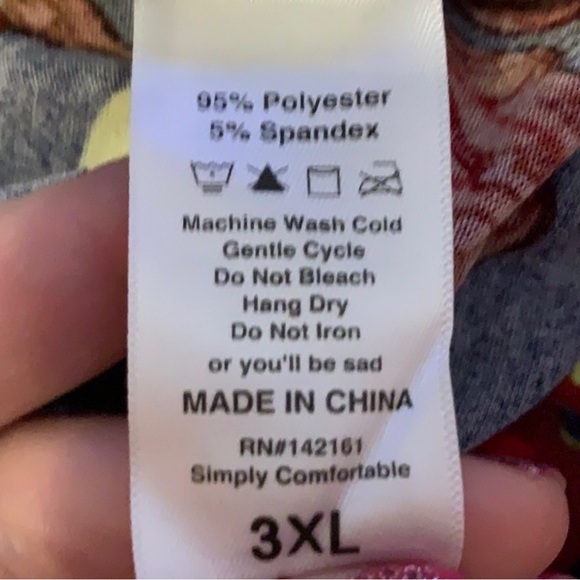 95% Polyester
5% Spandex
Machine Wash Cold
Gentle Cycle
Do Not Bleach
Hang Dry
Do Not Iron
or you'll be sad
MADE IN CHINA
RN#142161
Simply Comfortable
3XL